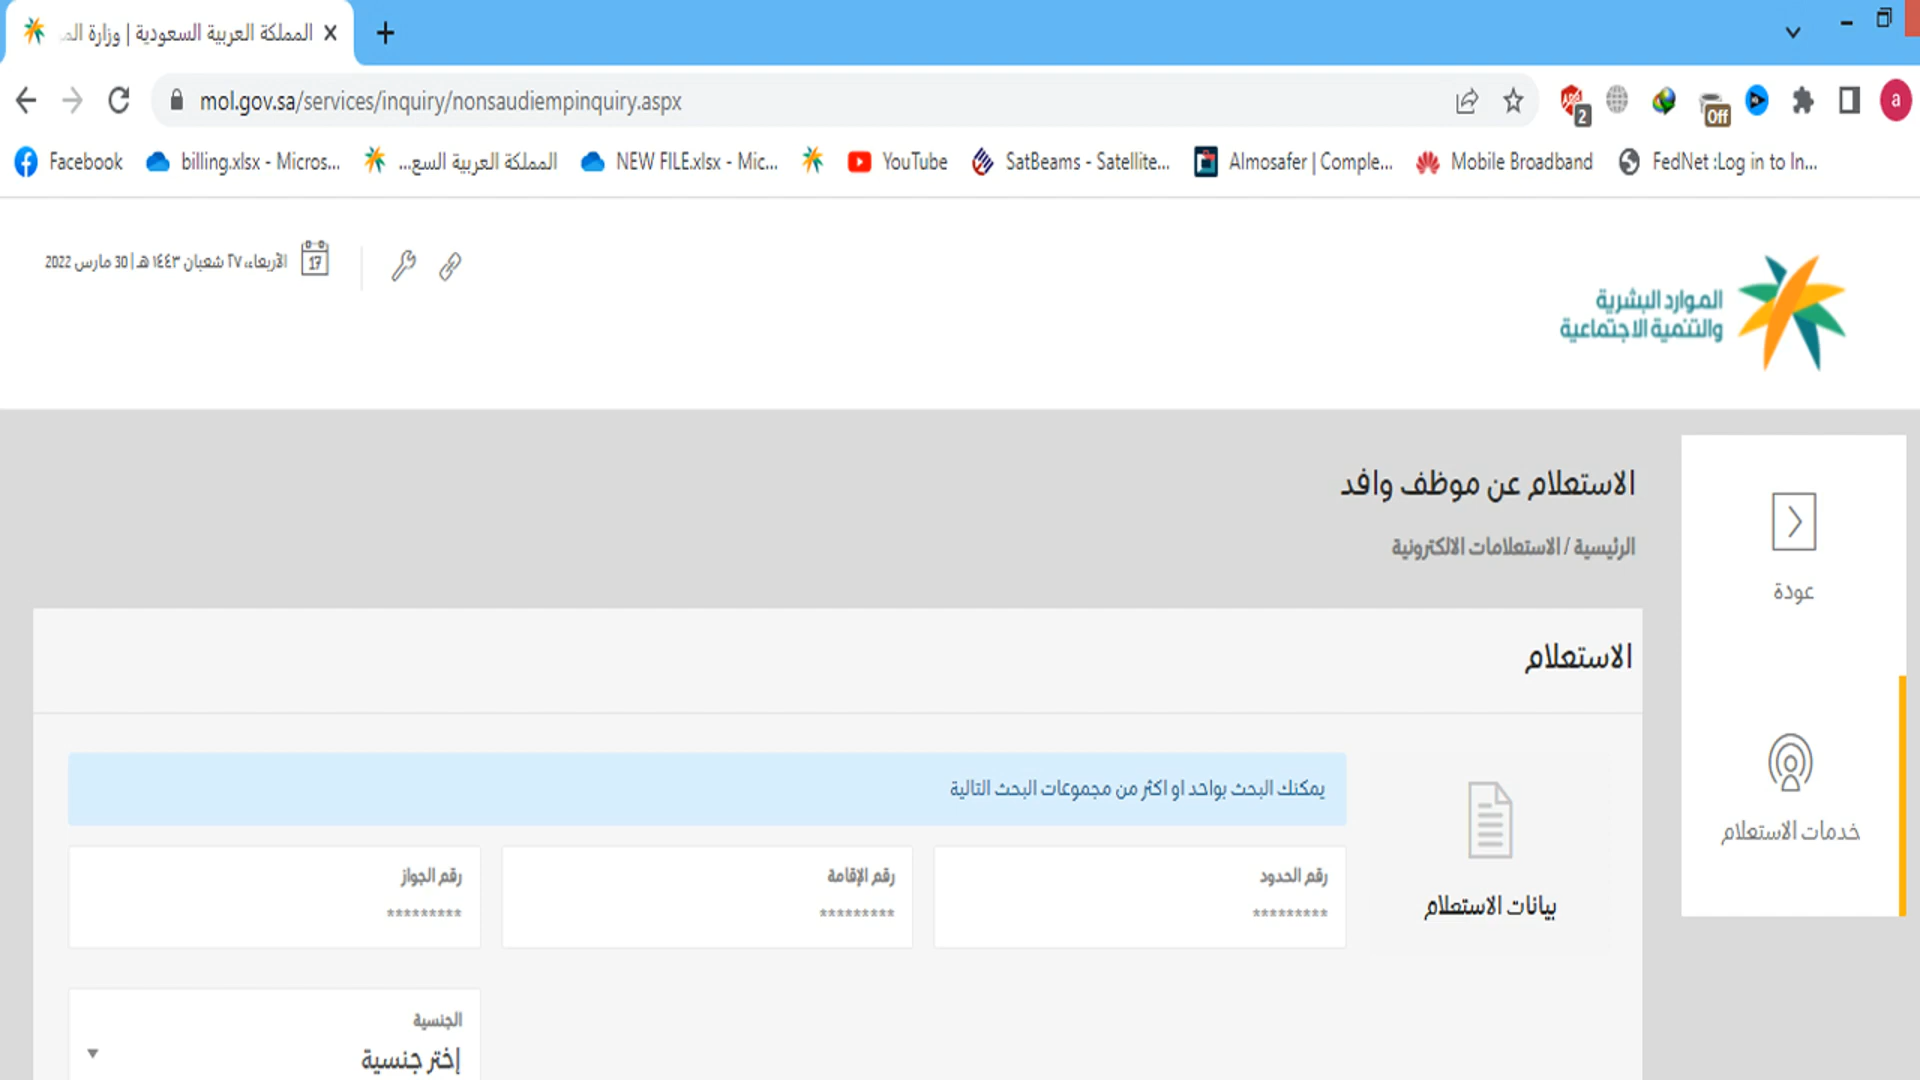 المملكة العربية السعودية | وزارة
mol.gov.sa/services/inquiry/nonsaudiempinquiry.aspx
2
Off
a
Facebook
billing.xlsx - Micros...
المملكة العربية السع...
NEW FILE.xlsx - Mic...
YouTube
SatBeams - Satellite...
Almosafer | Comple...
Mobile Broadband
FedNet :Log in to In...
الأربعاء، ٢٧ شعبان ١٤٤٣ هـ | 30 مارس 2022
17
الموارد البشرية
والتنمية الاجتماعية
الاستعلام عن موظف وافد
الرئيسية / الاستعلامات الالكترونية
عودة
خدمات الاستعلام
الاستعلام
يمكنك البحث بواحد او اكثر من مجموعات البحث التالية
بيانات الاستعلام
رقم الحدود
*********
رقم الإقامة
*********
رقم الجواز
*********
الجنسية
إختر جنسية